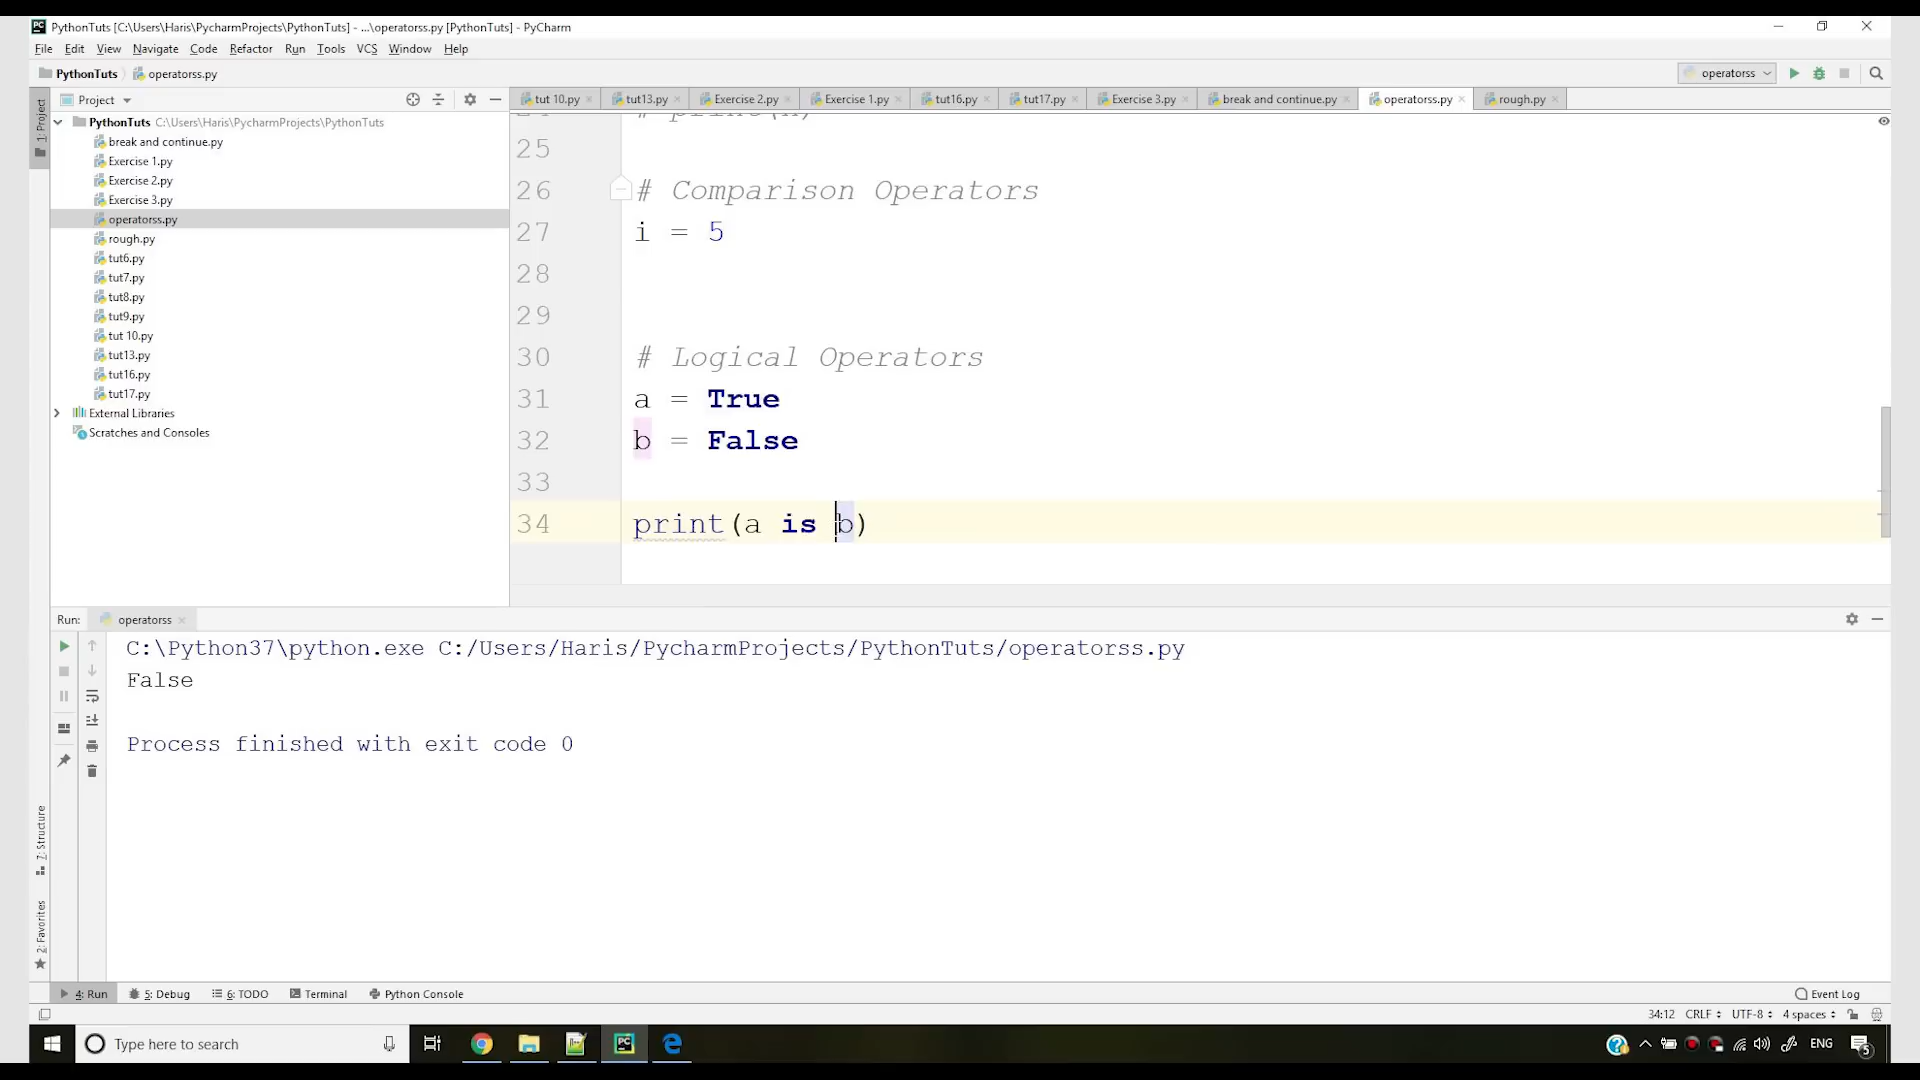 PythonTuts [C:\Users\Haris\PycharmProjects\PythonTuts] - ...\operatorss.py [PythonTuts] - PyCharm
File Edit View Navigate Code Refactor Run Tools VCS Window Help
PythonTuts operatorss.py operatorss
1: Project
Project
tut 10.py tut13.py Exercise 2.py Exercise 1.py tut16.py tut17.py Exercise 3.py break and continue.py operatorss.py rough.py
PythonTuts C:\Users\Haris\PycharmProjects\PythonTuts
break and continue.py
Exercise 1.py
Exercise 2.py
Exercise 3.py
operatorss.py
rough.py
tut6.py
tut7.py
tut8.py
tut9.py
tut 10.py
tut13.py
tut16.py
tut17.py
External Libraries
Scratches and Consoles
25
26 # Comparison Operators
27 i = 5
28
29
30 # Logical Operators
31 a = True
32 b = False
33
34 print(a is b)
Run: operatorss
C:\Python37\python.exe C:/Users/Haris/PycharmProjects/PythonTuts/operatorss.py
False
Process finished with exit code 0
7: Structure
2: Favorites
4: Run 5: Debug 6: TODO Terminal Python Console Event Log
34:12 CRLF UTF-8 4 spaces
Type here to search
ENG
5